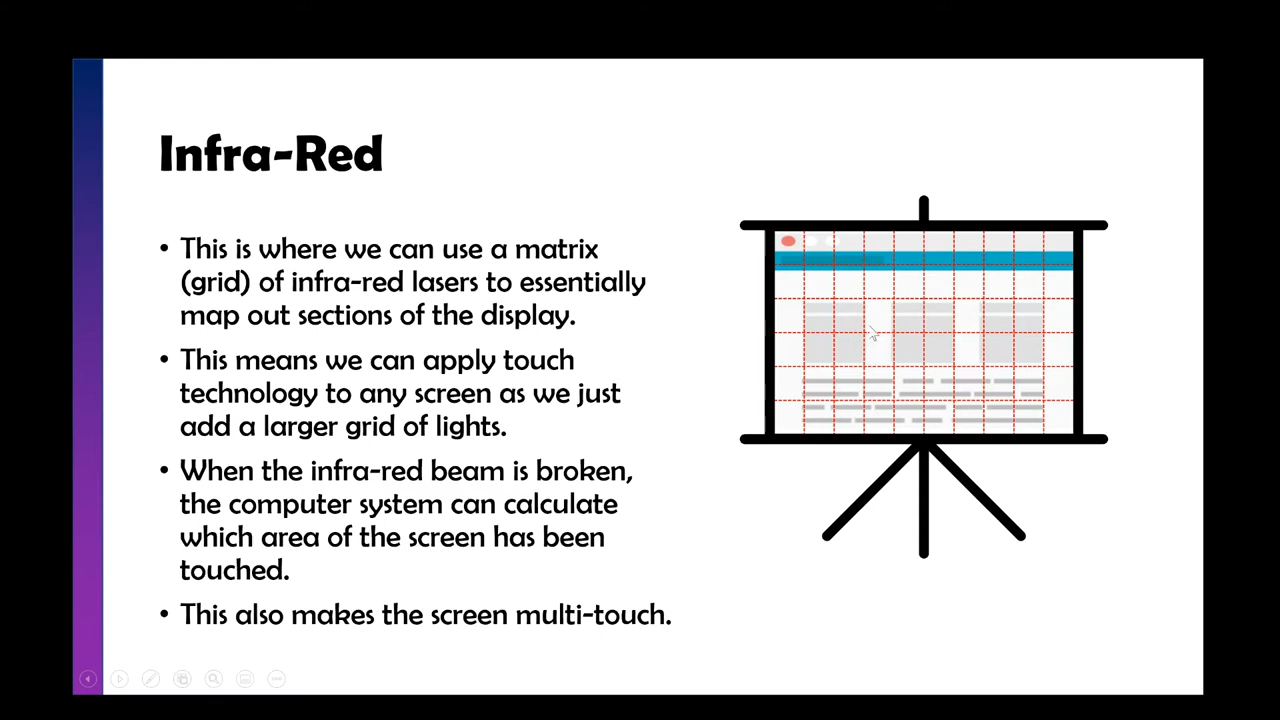 Infra-Red
• This is where we can use a matrix
(grid) of infra-red lasers to essentially
map out sections of the display.
• This means we can apply touch
technology to any screen as we just
add a larger grid of lights.
• When the infra-red beam is broken,
the computer system can calculate
which area of the screen has been
touched.
• This also makes the screen multi-touch.